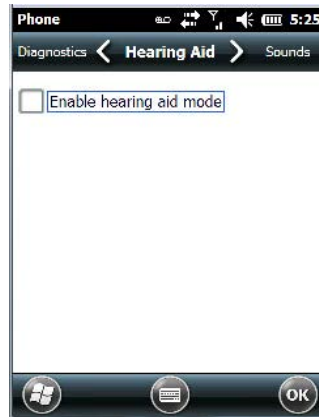 Phone 5:25
Diagnostics Hearing Aid Sounds
Enable hearing aid mode
OK